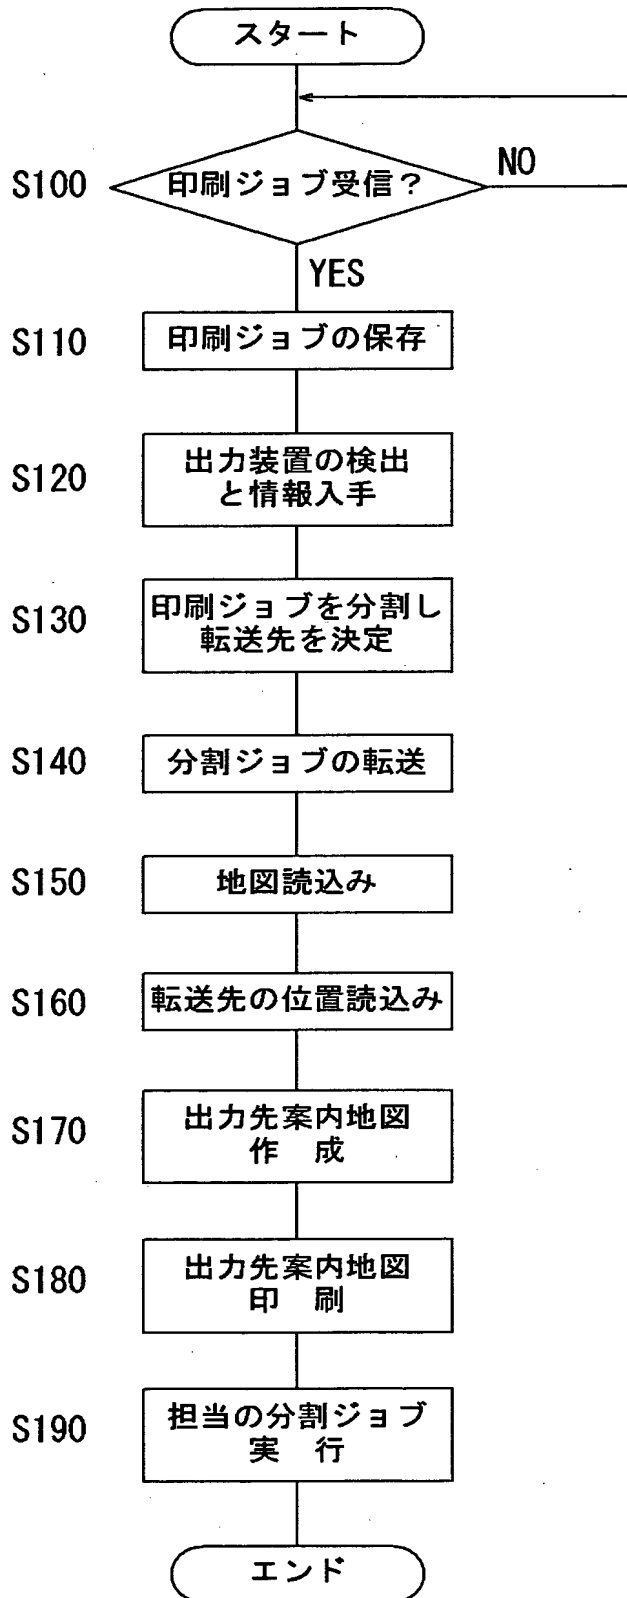 スタート
S100 印刷ジョブ受信？ NO
YES
S110 印刷ジョブの保存
S120 出力装置の検出
と情報入手
S130 印刷ジョブを分割し
転送先を決定
S140 分割ジョブの転送
S150 地図読込み
S160 転送先の位置読込み
S170 出力先案内地図
作　成
S180 出力先案内地図
印　刷
S190 担当の分割ジョブ
実　行
エンド